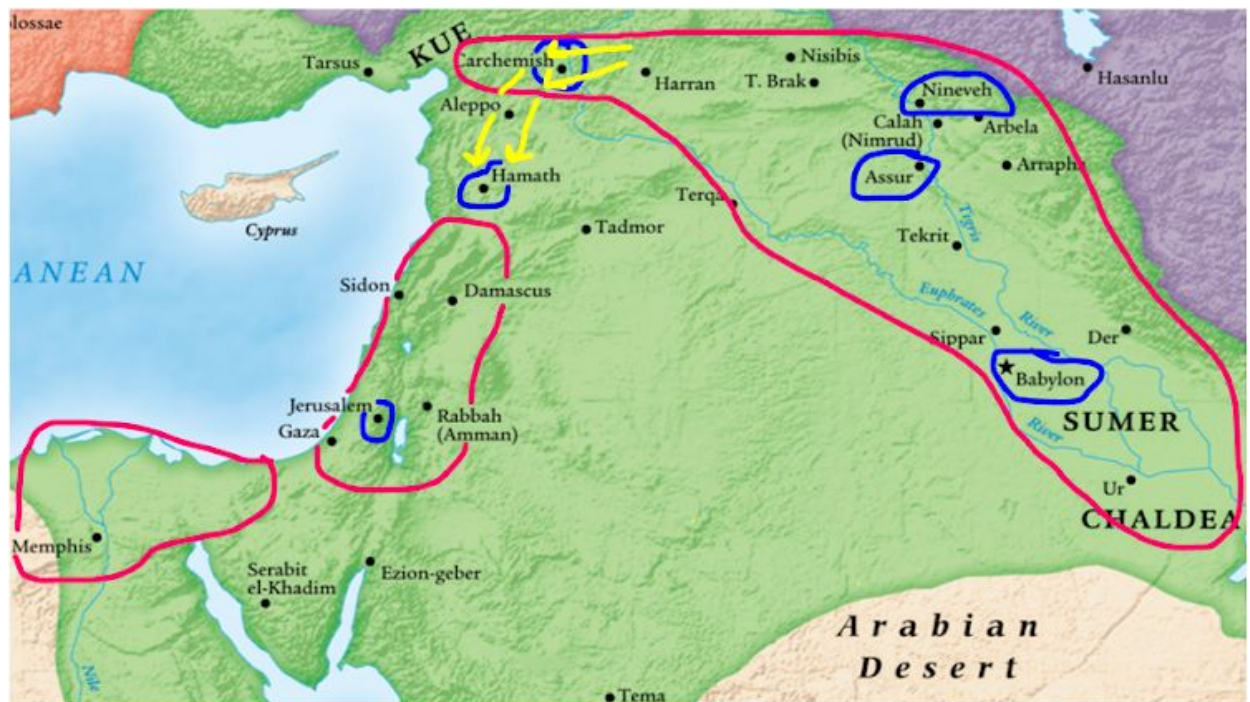 olossae
KUE
Tarsus
Carchemish
Harran
Nisibis
T. Brak
Hasanlu
Nineveh
Aleppo
Calah
(Nimrud)
Arbela
Hamath
Assur
Arrapha
Terqa
Cyprus
Tadmor
Tigris
Tekrit
ANEAN
Sidon
Damascus
Euphrates
River
Sippar
Der
Babylon
Jerusalem
Gaza
Rabbah
(Amman)
SUMER
River
Ur
CHALDEA
Memphis
Serabit
el-Khadim
Ezion-geber
Arabian
Desert
Nile
Tema